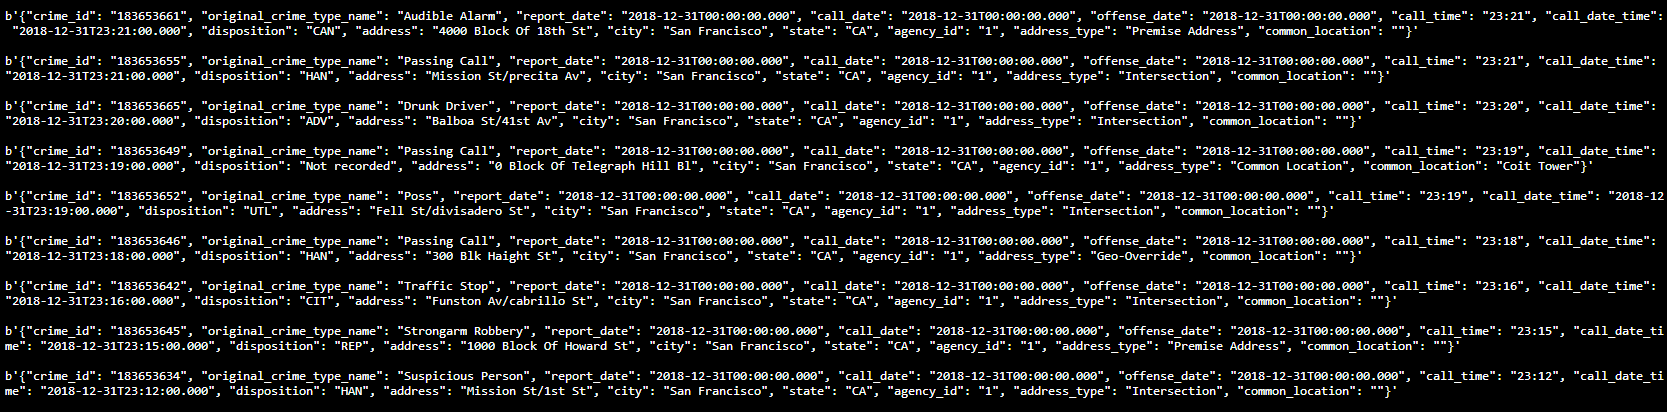 b'{"crime_id": "183653661", "original_crime_type_name": "Audible Alarm", "report_date": "2018-12-31T00:00:00.000", "call_date": "2018-12-31T00:00:00.000", "offense_date": "2018-12-31T00:00:00.000", "call_time": "23:21", "call_date_time":
"2018-12-31T23:21:00.000", "disposition": "CAN", "address": "4000 Block Of 18th St", "city": "San Francisco", "state": "CA", "agency_id": "1", "address_type": "Premise Address", "common_location": ""}'
b'{"crime_id": "183653655", "original_crime_type_name": "Passing Call", "report_date": "2018-12-31T00:00:00.000", "call_date": "2018-12-31T00:00:00.000", "offense_date": "2018-12-31T00:00:00.000", "call_time": "23:21", "call_date_time":
"2018-12-31T23:21:00.000", "disposition": "HAN", "address": "Mission St/precita Av", "city": "San Francisco", "state": "CA", "agency_id": "1", "address_type": "Intersection", "common_location": ""}'
b'{"crime_id": "183653665", "original_crime_type_name": "Drunk Driver", "report_date": "2018-12-31T00:00:00.000", "call_date": "2018-12-31T00:00:00.000", "offense_date": "2018-12-31T00:00:00.000", "call_time": "23:20", "call_date_time":
"2018-12-31T23:20:00.000", "disposition": "ADV", "address": "Balboa St/41st Av", "city": "San Francisco", "state": "CA", "agency_id": "1", "address_type": "Intersection", "common_location": ""}'
b'{"crime_id": "183653649", "original_crime_type_name": "Passing Call", "report_date": "2018-12-31T00:00:00.000", "call_date": "2018-12-31T00:00:00.000", "offense_date": "2018-12-31T00:00:00.000", "call_time": "23:19", "call_date_time":
"2018-12-31T23:19:00.000", "disposition": "Not recorded", "address": "0 Block Of Telegraph Hill Bl", "city": "San Francisco", "state": "CA", "agency_id": "1", "address_type": "Common Location", "common_location": "Coit Tower"}'
b'{"crime_id": "183653652", "original_crime_type_name": "Poss", "report_date": "2018-12-31T00:00:00.000", "call_date": "2018-12-31T00:00:00.000", "offense_date": "2018-12-31T00:00:00.000", "call_time": "23:19", "call_date_time": "2018-12
-31T23:19:00.000", "disposition": "UTL", "address": "Fell St/divisadero St", "city": "San Francisco", "state": "CA", "agency_id": "1", "address_type": "Intersection", "common_location": ""}'
b'{"crime_id": "183653646", "original_crime_type_name": "Passing Call", "report_date": "2018-12-31T00:00:00.000", "call_date": "2018-12-31T00:00:00.000", "offense_date": "2018-12-31T00:00:00.000", "call_time": "23:18", "call_date_time":
"2018-12-31T23:18:00.000", "disposition": "HAN", "address": "300 Blk Haight St", "city": "San Francisco", "state": "CA", "agency_id": "1", "address_type": "Geo-Override", "common_location": ""}'
b'{"crime_id": "183653642", "original_crime_type_name": "Traffic Stop", "report_date": "2018-12-31T00:00:00.000", "call_date": "2018-12-31T00:00:00.000", "offense_date": "2018-12-31T00:00:00.000", "call_time": "23:16", "call_date_time":
"2018-12-31T23:16:00.000", "disposition": "CIT", "address": "Funston Av/cabrillo St", "city": "San Francisco", "state": "CA", "agency_id": "1", "address_type": "Intersection", "common_location": ""}'
b'{"crime_id": "183653645", "original_crime_type_name": "Strongarm Robbery", "report_date": "2018-12-31T00:00:00.000", "call_date": "2018-12-31T00:00:00.000", "offense_date": "2018-12-31T00:00:00.000", "call_time": "23:15", "call_date_ti
me": "2018-12-31T23:15:00.000", "disposition": "REP", "address": "1000 Block Of Howard St", "city": "San Francisco", "state": "CA", "agency_id": "1", "address_type": "Premise Address", "common_location": ""}'
b'{"crime_id": "183653634", "original_crime_type_name": "Suspicious Person", "report_date": "2018-12-31T00:00:00.000", "call_date": "2018-12-31T00:00:00.000", "offense_date": "2018-12-31T00:00:00.000", "call_time": "23:12", "call_date_ti
me": "2018-12-31T23:12:00.000", "disposition": "HAN", "address": "Mission St/1st St", "city": "San Francisco", "state": "CA", "agency_id": "1", "address_type": "Intersection", "common_location": ""}'